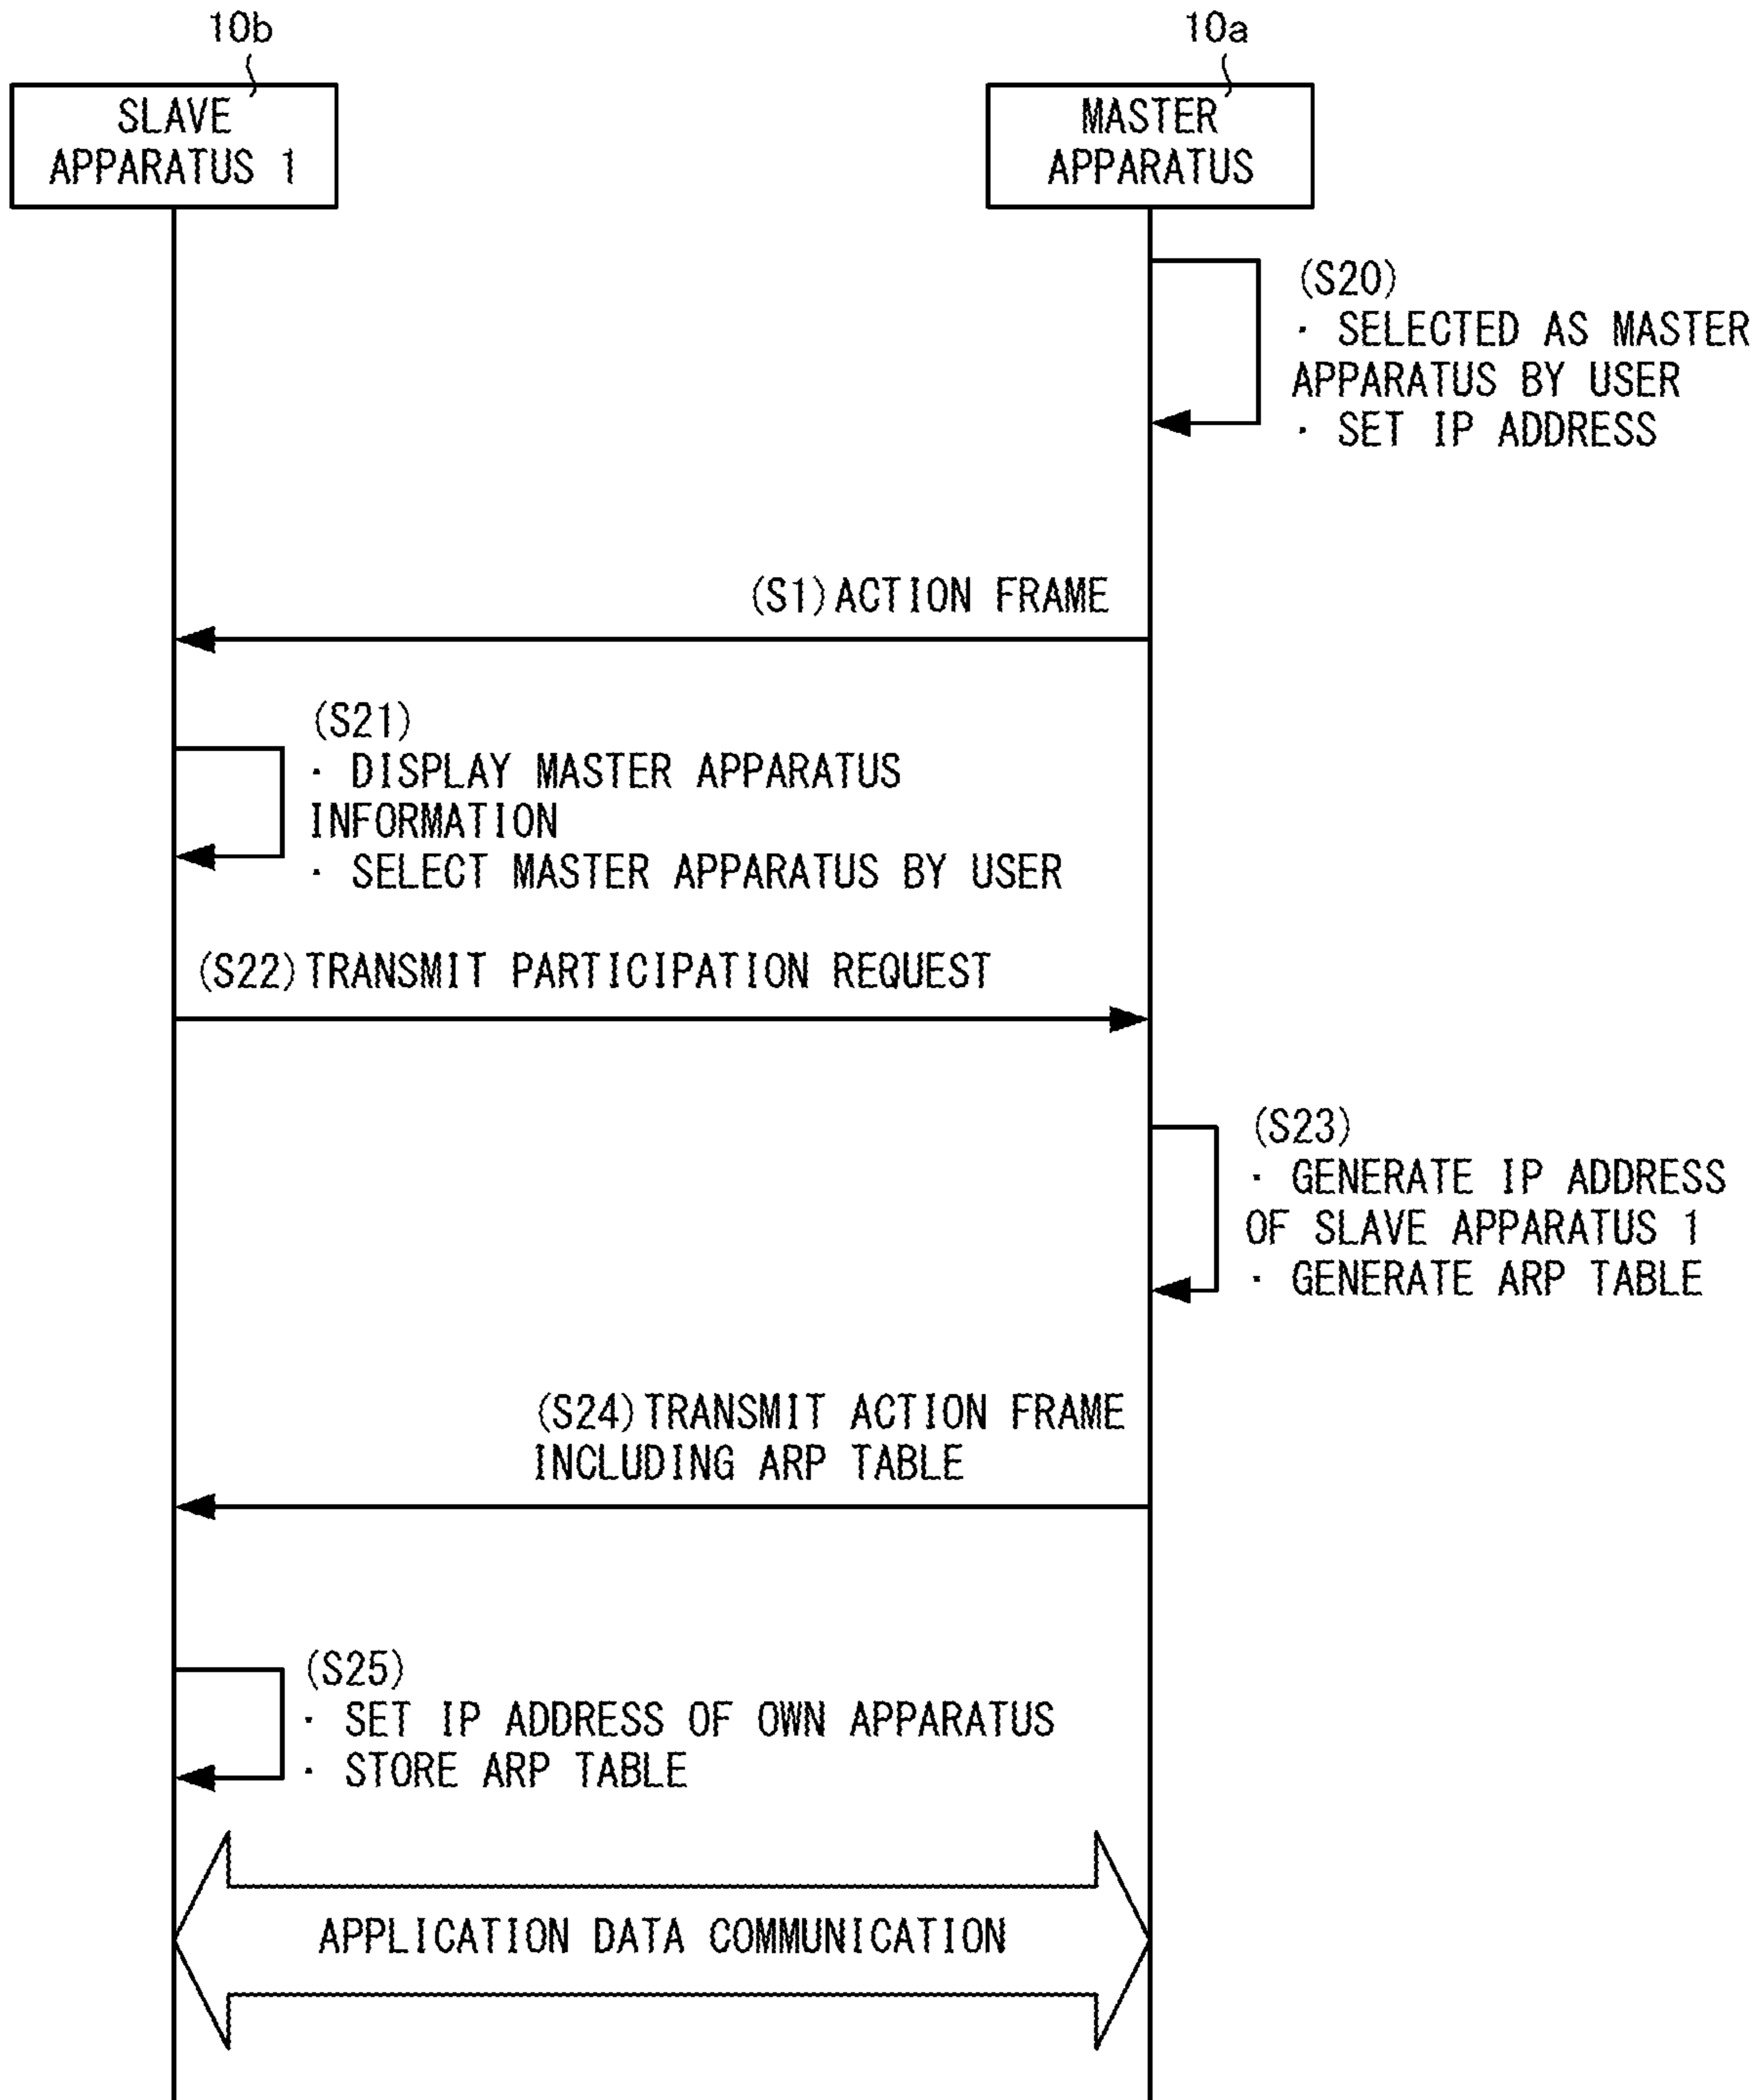 10b
10a
SLAVE
APPARATUS 1
MASTER
APPARATUS
(S20)
· SELECTED AS MASTER
APPARATUS BY USER
· SET IP ADDRESS
(S1)ACTION FRAME
(S21)
· DISPLAY MASTER APPARATUS
INFORMATION
· SELECT MASTER APPARATUS BY USER
(S22)TRANSMIT PARTICIPATION REQUEST
(S23)
· GENERATE IP ADDRESS
OF SLAVE APPARATUS 1
· GENERATE ARP TABLE
(S24)TRANSMIT ACTION FRAME
INCLUDING ARP TABLE
(S25)
· SET IP ADDRESS OF OWN APPARATUS
· STORE ARP TABLE
APPLICATION DATA COMMUNICATION